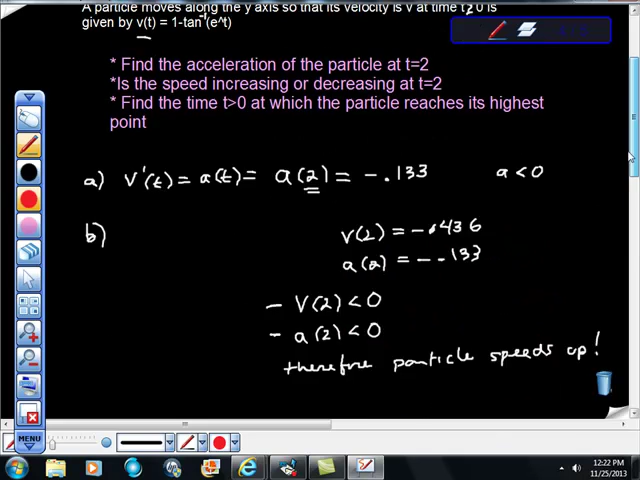 A particle moves along the y axis so that its velocity is v at time t≥0 is
given by v(t) = 1-tan⁻¹(e^t)
* Find the acceleration of the particle at t=2
*Is the speed increasing or decreasing at t=2
* Find the time t>0 at which the particle reaches its highest
point
a) v'(t) = a(t) = a(2) = -.133 a < 0
b)
v(2) = -.436
a(2) = -.133
- v(2) < 0
- a(2) < 0
therefore particle speeds up!
MENU
12:22 PM
11/25/2013